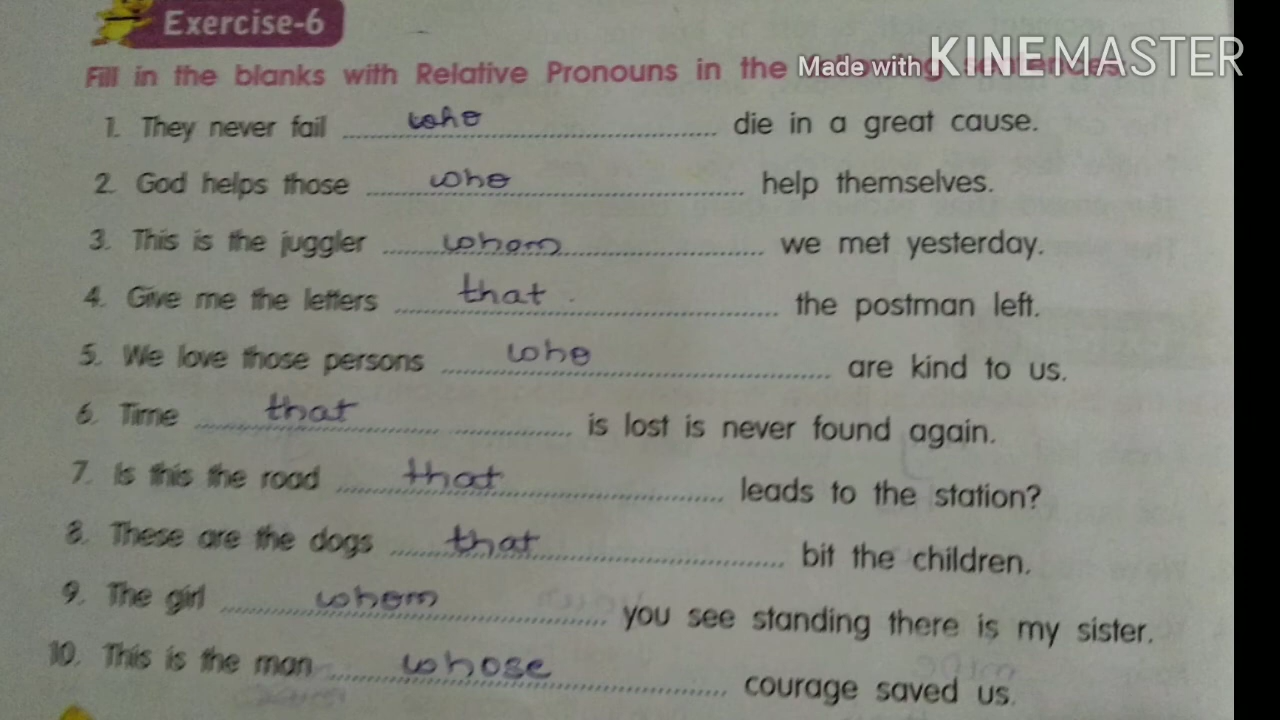 Exercise-6
Fill in the blanks with Relative Pronouns in the
Made with KINEMASTER
1. They never fail who die in a great cause.
2. God helps those who help themselves.
3. This is the juggler whom we met yesterday.
4. Give me the letters that the postman left.
5. We love those persons who are kind to us.
6. Time that is lost is never found again.
7. Is this the road that leads to the station?
8. These are the dogs that bit the children.
9. The girl whom you see standing there is my sister.
10. This is the man whose courage saved us.